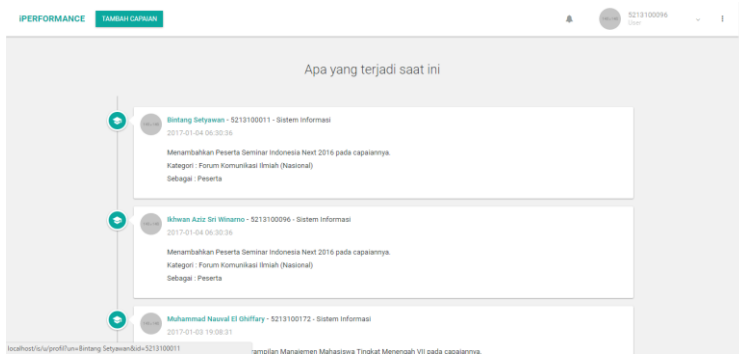 iPERFORMANCE TAMBAH CAPAIAN 5213100096
User
Apa yang terjadi saat ini
Bintang Setyawan - 5213100011 - Sistem Informasi
2017-01-04 06:30:36
Menambahkan Peserta Seminar Indonesia Next 2016 pada capaiannya.
Kategori : Forum Komunikasi Ilmiah (Nasional)
Sebagai : Peserta
Ikhwan Aziz Sri Winarno - 5213100096 - Sistem Informasi
2017-01-04 06:30:36
Menambahkan Peserta Seminar Indonesia Next 2016 pada capaiannya.
Kategori : Forum Komunikasi Ilmiah (Nasional)
Sebagai : Peserta
Muhammad Nauval El Ghiffary - 5213100172 - Sistem Informasi
2017-01-03 19:08:31
rampilan Manajemen Mahasiswa Tingkat Menengah VII pada capaiannya.
localhost/is/u/profil?un=Bintang Setyawan&id=5213100011